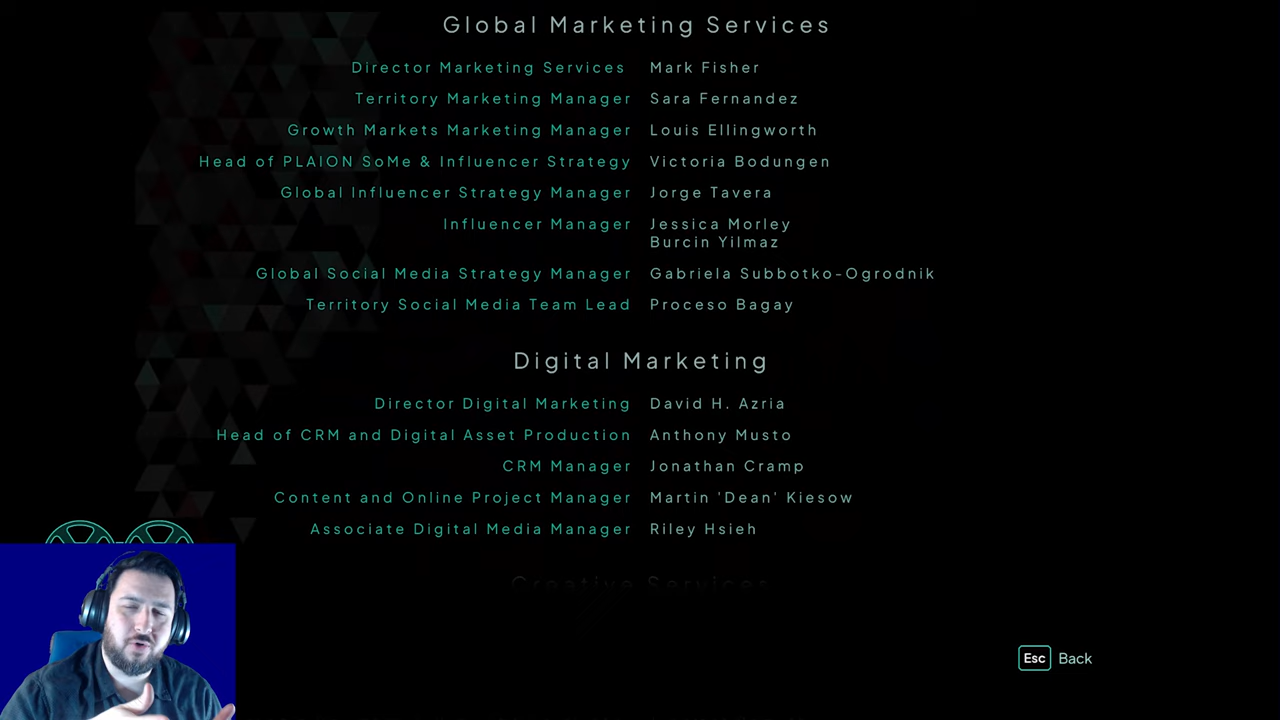 Global Marketing Services
Director Marketing Services Mark Fisher
Territory Marketing Manager Sara Fernandez
Growth Markets Marketing Manager Louis Ellingworth
Head of PLAION SoMe & Influencer Strategy Victoria Bodungen
Global Influencer Strategy Manager Jorge Tavera
Influencer Manager Jessica Morley
Burcin Yilmaz
Global Social Media Strategy Manager Gabriela Subbotko-Ogrodnik
Territory Social Media Team Lead Proceso Bagay
Digital Marketing
Director Digital Marketing David H. Azria
Head of CRM and Digital Asset Production Anthony Musto
CRM Manager Jonathan Cramp
Content and Online Project Manager Martin 'Dean' Kiesow
Associate Digital Media Manager Riley Hsieh
Creative Services
Esc Back